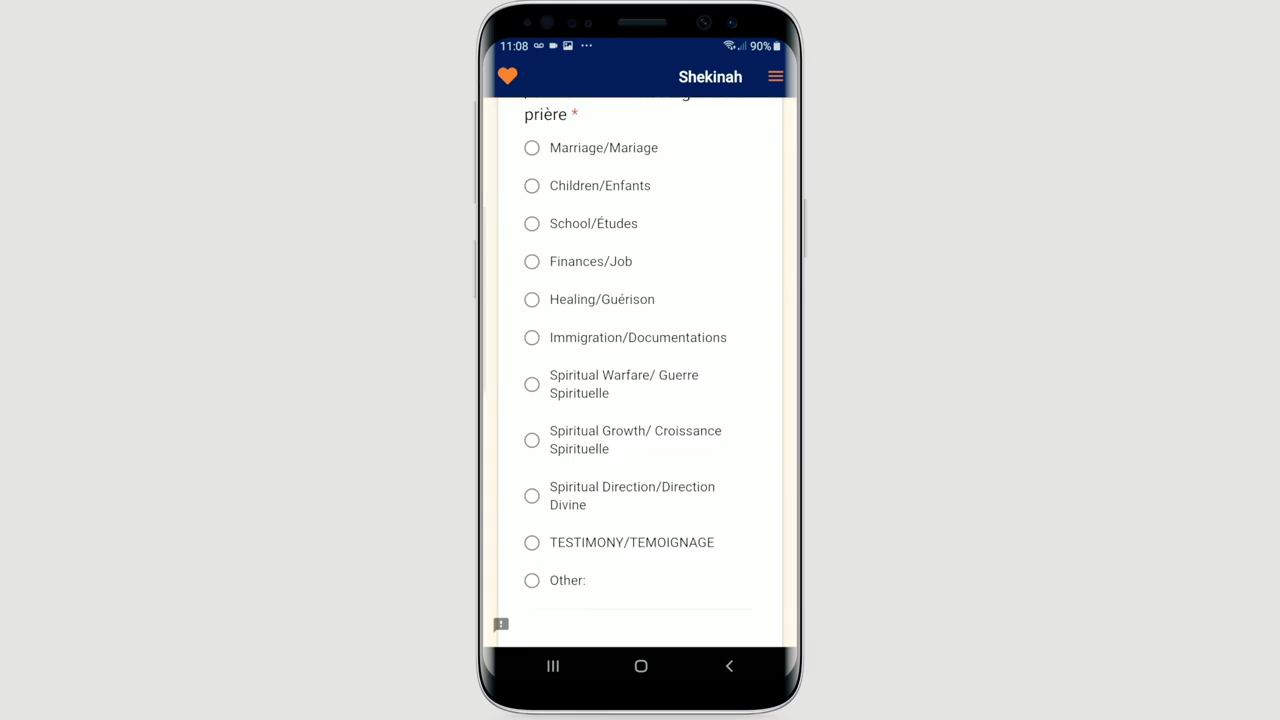 11:08
90%
Shekinah
prière *
Marriage/Mariage
Children/Enfants
School/Études
Finances/Job
Healing/Guérison
Immigration/Documentations
Spiritual Warfare/ Guerre
Spirituelle
Spiritual Growth/ Croissance
Spirituelle
Spiritual Direction/Direction
Divine
TESTIMONY/TEMOIGNAGE
Other: